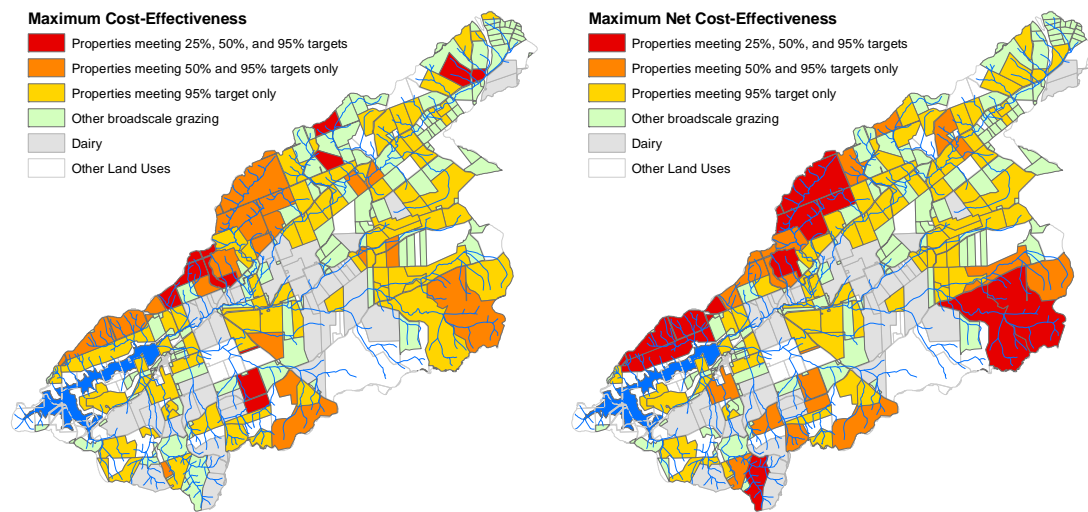 Maximum Cost-Effectiveness
Properties meeting 25%, 50%, and 95% targets
Properties meeting 50% and 95% targets only
Properties meeting 95% target only
Other broadscale grazing
Dairy
Other Land Uses
Maximum Net Cost-Effectiveness
Properties meeting 25%, 50%, and 95% targets
Properties meeting 50% and 95% targets only
Properties meeting 95% target only
Other broadscale grazing
Dairy
Other Land Uses